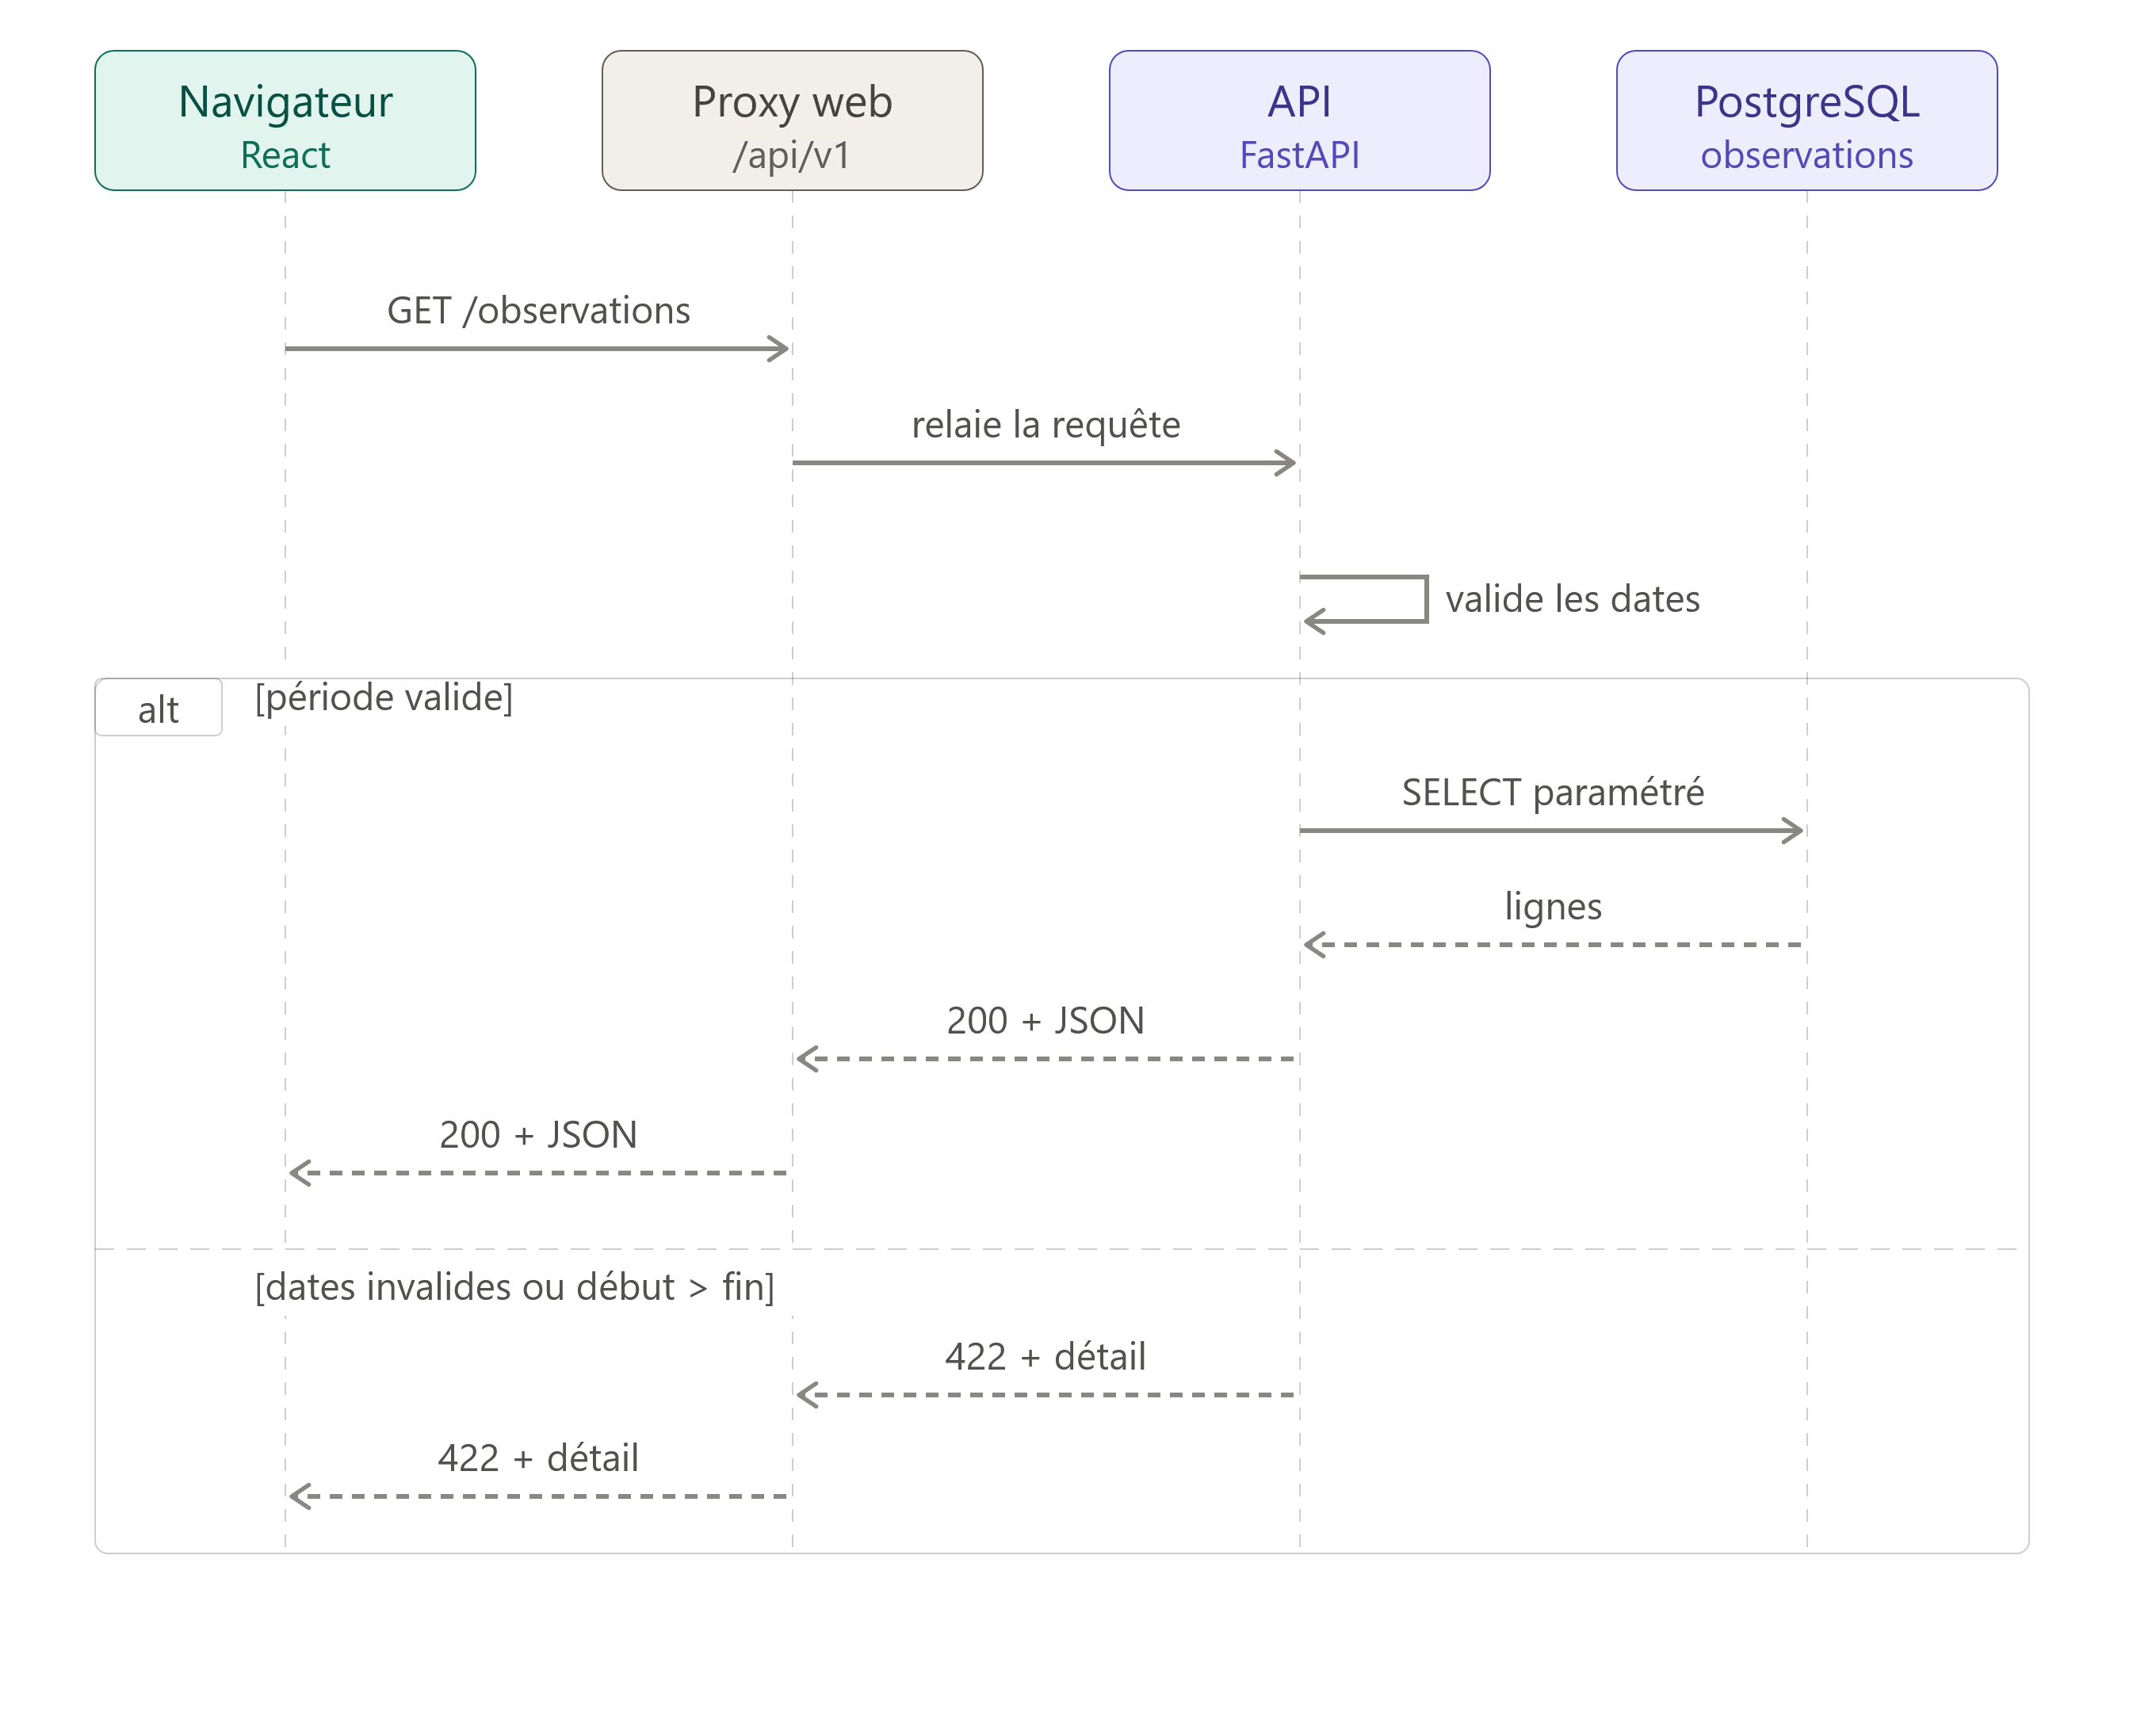 Navigateur
React
Proxy web
/api/v1
API
FastAPI
PostgreSQL
observations
GET /observations
relaie la requête
valide les dates
alt
[période valide]
SELECT paramétré
lignes
200 + JSON
200 + JSON
[dates invalides ou début > fin]
422 + détail
422 + détail